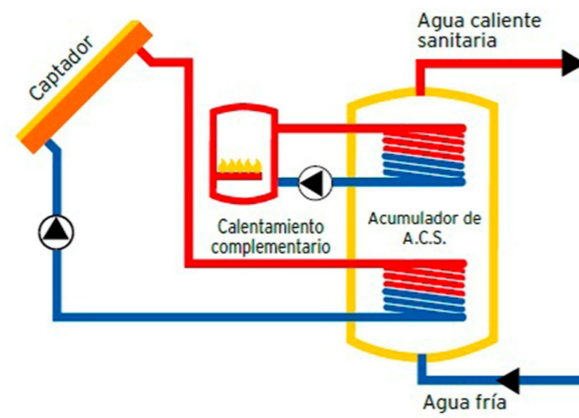 Agua caliente
sanitaria
Captador
Calentamiento
complementario
Acumulador de
A.C.S.
Agua fría